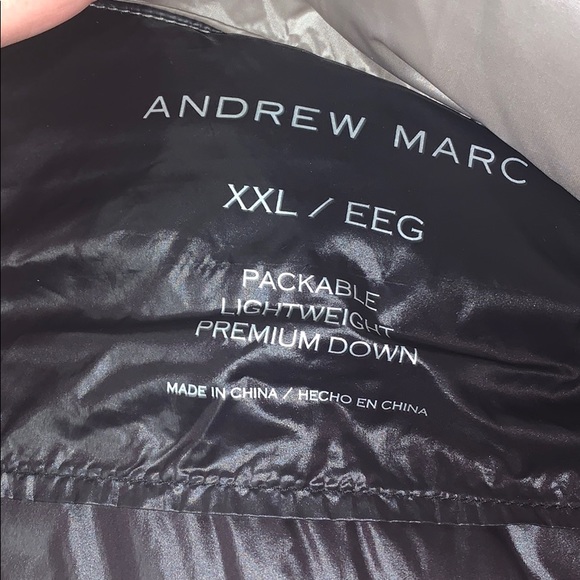 ANDREW MARC
XXL / EEG
PACKABLE
LIGHTWEIGHT
PREMIUM DOWN
MADE IN CHINA / HECHO EN CHINA